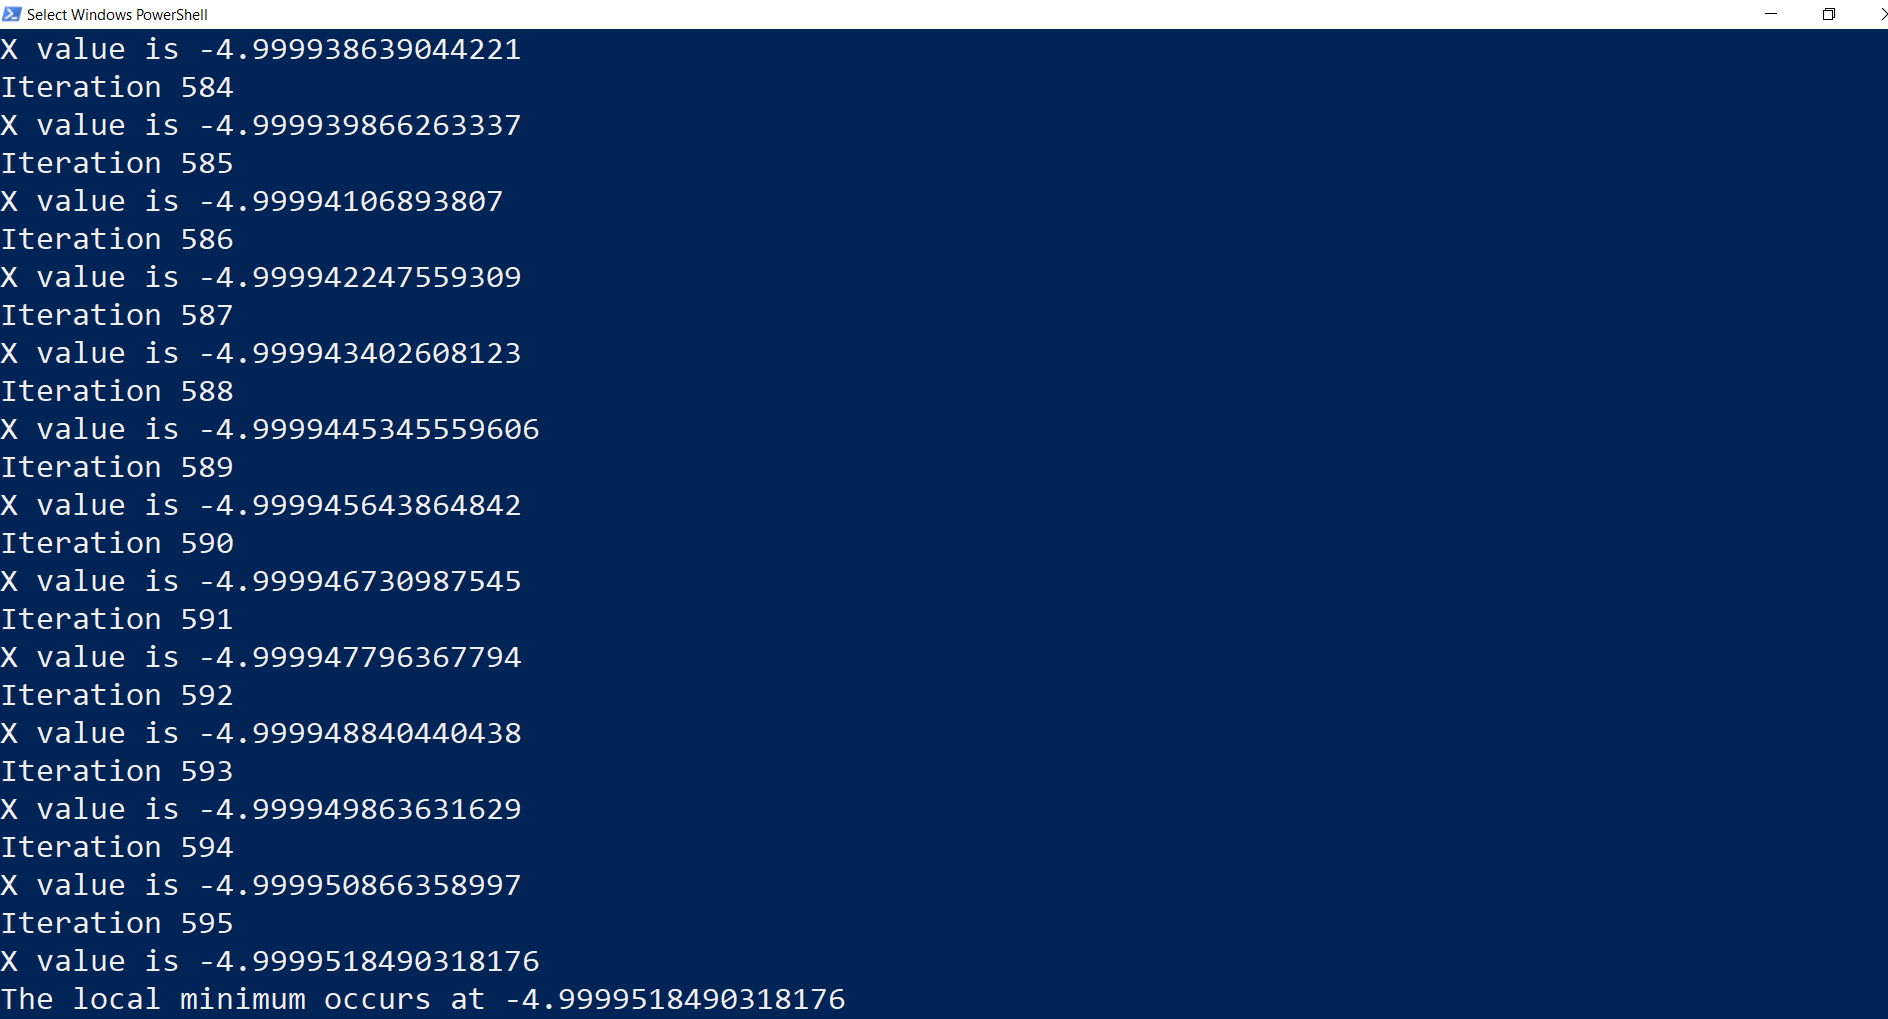 Select Windows PowerShell
X value is -4.999938639044221
Iteration 584
X value is -4.999939866263337
Iteration 585
X value is -4.99994106893807
Iteration 586
X value is -4.999942247559309
Iteration 587
X value is -4.999943402608123
Iteration 588
X value is -4.9999445345559606
Iteration 589
X value is -4.999945643864842
Iteration 590
X value is -4.999946730987545
Iteration 591
X value is -4.999947796367794
Iteration 592
X value is -4.999948840440438
Iteration 593
X value is -4.999949863631629
Iteration 594
X value is -4.999950866358997
Iteration 595
X value is -4.9999518490318176
The local minimum occurs at -4.9999518490318176